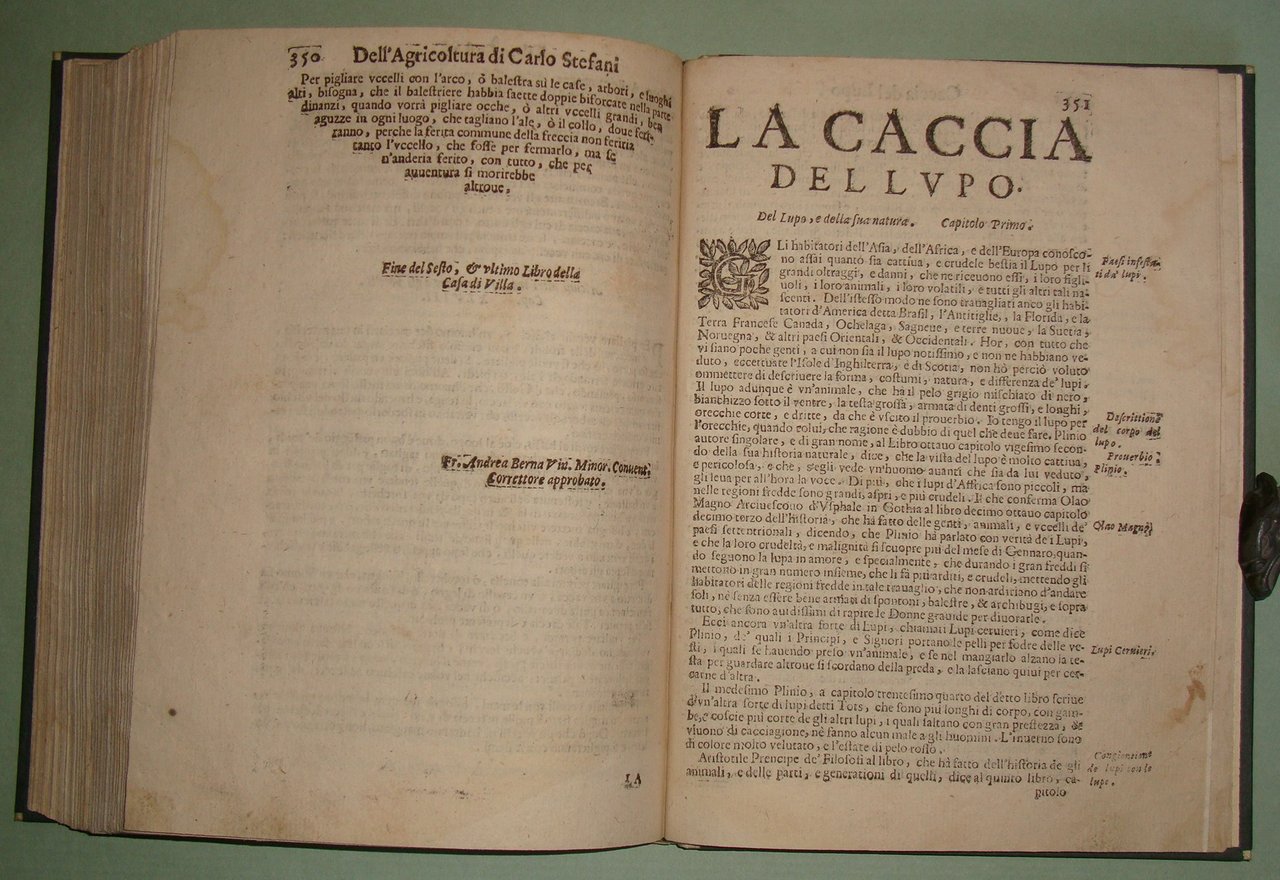 350 Dell'Agricoltura di Carlo Stefani
Per pigliare vccelli con l'arco, ò balestra sù le case, arbori, e luoghi
alti, bisogna, che il balestriere habbia saette doppie biforcate nella parte
dinanzi, quando vorrà pigliare ocche, ò altri vccelli grandi, ben
aguzze in ogni luogo, che tagliano l'ale, ò il collo, doue feri-
ranno, perche la ferita commune della freccia non feriria
tanto l'vccello, che fosse per fermarlo, ma se
n'anderia ferito, con tutto, che per
auuentura si morirebbe
altroue.
Fine del Sesto, & vltimo Libro della
Casa di Villa.
Fr. Andrea Berna Vin. Minor. Conuent.
Correttore approbato.
LA
351
LA CACCIA
DEL LVPO.
Del Lupo, e della sua natura. Capitolo Primo.
GLi habitatori dell'Asia, dell'Africa, e dell'Europa conosco-
no assai quanto sia cattiua, e crudele bestia il Lupo per li
grandi oltraggi, e danni, che ne riceuono essi, i loro figli-
uoli, i loro animali, i loro volatili, e tutti gli altri tali na-
scenti. Dell'istesso modo ne sono trauagliati anco gli habi-
tatori d'America detta Brasil, l'Antitiglie, la Florida, e la
Terra Francese Canada, Ochelaga, Sagneue, e terre nuoue, la Suetia,
Noruegna, & altri paesi Orientali, & Occidentali. Hor, con tutto che
vi siano poche genti, a cui non sia il lupo notissimo, e non ne habbiano ve-
duto, eccettuate l'Isole d'Inghilterra, e di Scotia, non hò perciò voluto
ommettere di descriuere la forma, costumi, natura, e differenza de' lupi.
Il lupo adunque è vn'animale, che hà il pelo grigio mischiato di nero,
bianchizzo sotto il ventre, la testa grossa, armata di denti grossi, e longhi,
orecchie corte, e dritte, da che è vscito il prouerbio. Io tengo il lupo per
l'orecchie, quando colui, che ragione è dubbio di quel che deue fare. Plinio
autore singolare, e di gran nome, al Libro ottauo capitolo vigesimo secon-
do della sua historia naturale, dice, che la vista del lupo è molto cattiua,
e pericolosa, e che, s'egli vede vn'huomo auanti che sia da lui veduto,
gli leua per all'hora la voce. Di più, che i lupi d'Affrica sono piccoli, ma
nelle regioni fredde sono grandi, aspri, e più crudeli. Il che conferma Olao
Magno Arciuescouo d'Vsphale in Gothia al libro decimo ottauo capitolo
decimo terzo dell'historia, che hà fatto delle genti, animali, e vccelli de'
paesi settentrionali, dicendo, che Plinio hà parlato con verità de i Lupi,
e che la loro crudeltà, e malignità si scuopre più del mese di Gennaro, quan-
do seguono la lupa in amore, e specialmente, che durando i gran freddi si
mettono in gran numero insieme, che li fà più arditi, e crudeli, mettendo gli
habitatori delle regioni fredde in tale trauaglio, che non ardiscano d'andare
soli, nè senza essere bene armati di spontoni, balestre, & archibugi, e sopra
tutto, che sono auidissimi di rapire le Donne grauide per diuorarle.
Ecci ancora vn'altra sorte di Lupi, chiamati Lupi ceruieri, come dice
Plinio, de' quali i Principi, e Signori portano le pelli per fodre delle ve-
sti, i quali se hauendo preso vn'animale, e se nel mangiarlo alzano la te-
sta per guardare altroue si scordano della preda, e la lasciano quiui per cer-
carne d'altra.
Il medesimo Plinio, a capitolo trentesimo quarto del detto libro scriue
d'vn'altra sorte di lupi detti Tots, che sono più longhi di corpo, con gam-
be, e coscie più corte de gli altri lupi, i quali saltano con gran prestezza, &
viuono di cacciagione, nè fanno alcun male a gli huomini. L'inuerno sono
di colore molto velutato, e l'estate di pelo rosso.
Aristotile Prencipe de' Filosofi al libro, che hà fatto dell'historia de gli
animali, e delle parti, e generationi di quelli, dice al quinto libro, ca-
pitolo
Paesi infesta-
ti da' lupi.
Descrittione
del corpo del
lupo.
Prouerbio.
Plinio.
Olao Magno.
Lupi Ceruieri.
Congiontione
de lupi con le
lupe.